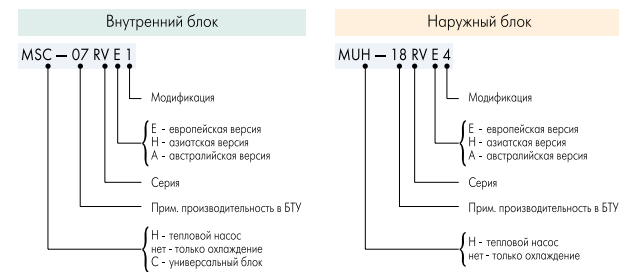 Внутренний блок
MSC – 07 RV E 1
Модификация
E - европейская версия
H - азиатская версия
A - австралийская версия
Серия
Прим. производительность в БТУ
H - тепловой насос
нет - только охлаждение
C - универсальный блок
Наружный блок
MUH – 18 RV E 4
Модификация
E - европейская версия
H - азиатская версия
A - австралийская версия
Серия
Прим. производительность в БТУ
H - тепловой насос
нет - только охлаждение